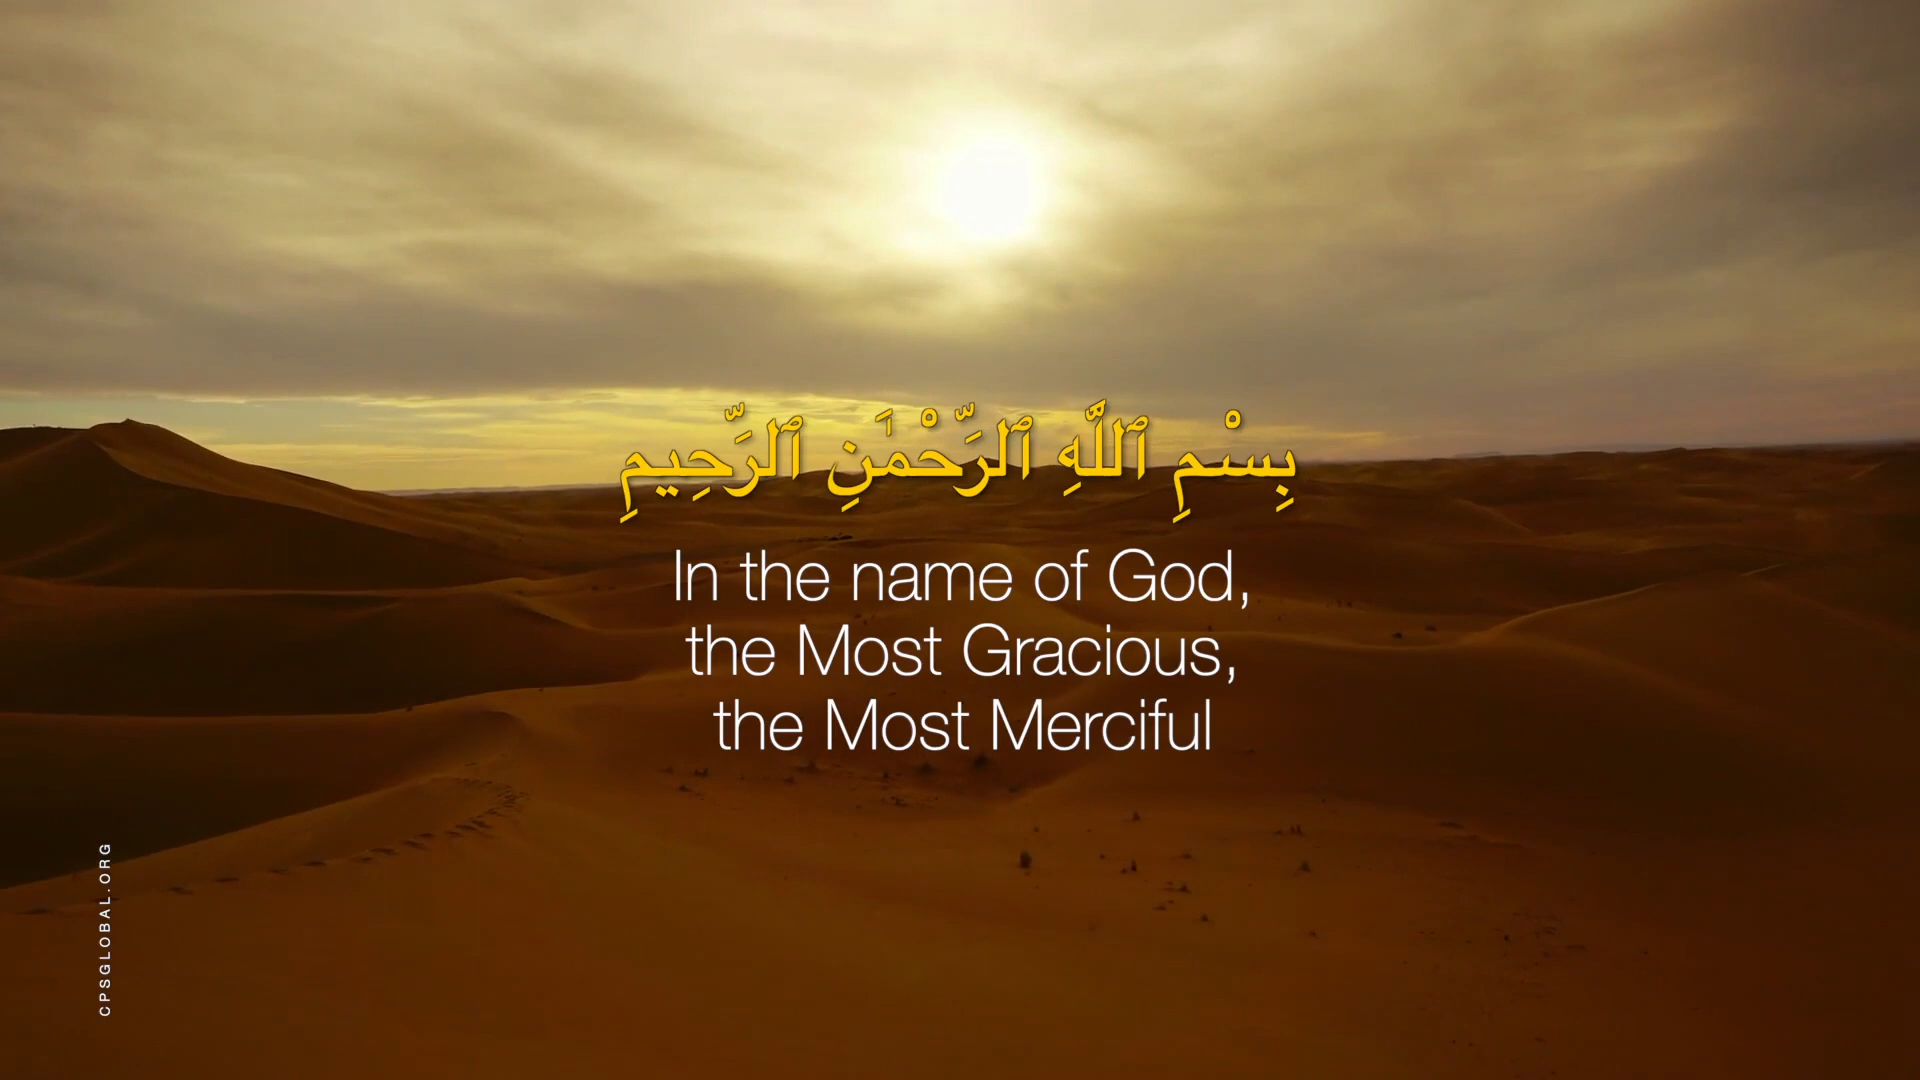 بِسْمِ ٱللَّهِ ٱلرَّحْمَٰنِ ٱلرَّحِيمِ
In the name of God,
the Most Gracious,
the Most Merciful
CPSGLOBAL.ORG